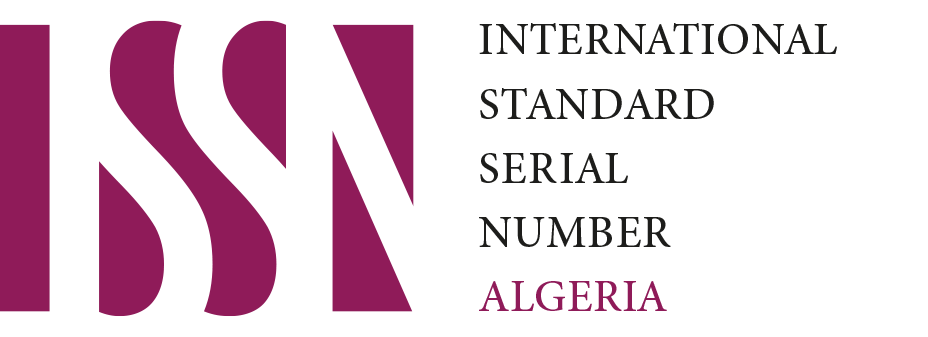 ISSN
INTERNATIONAL
STANDARD
SERIAL
NUMBER
ALGERIA